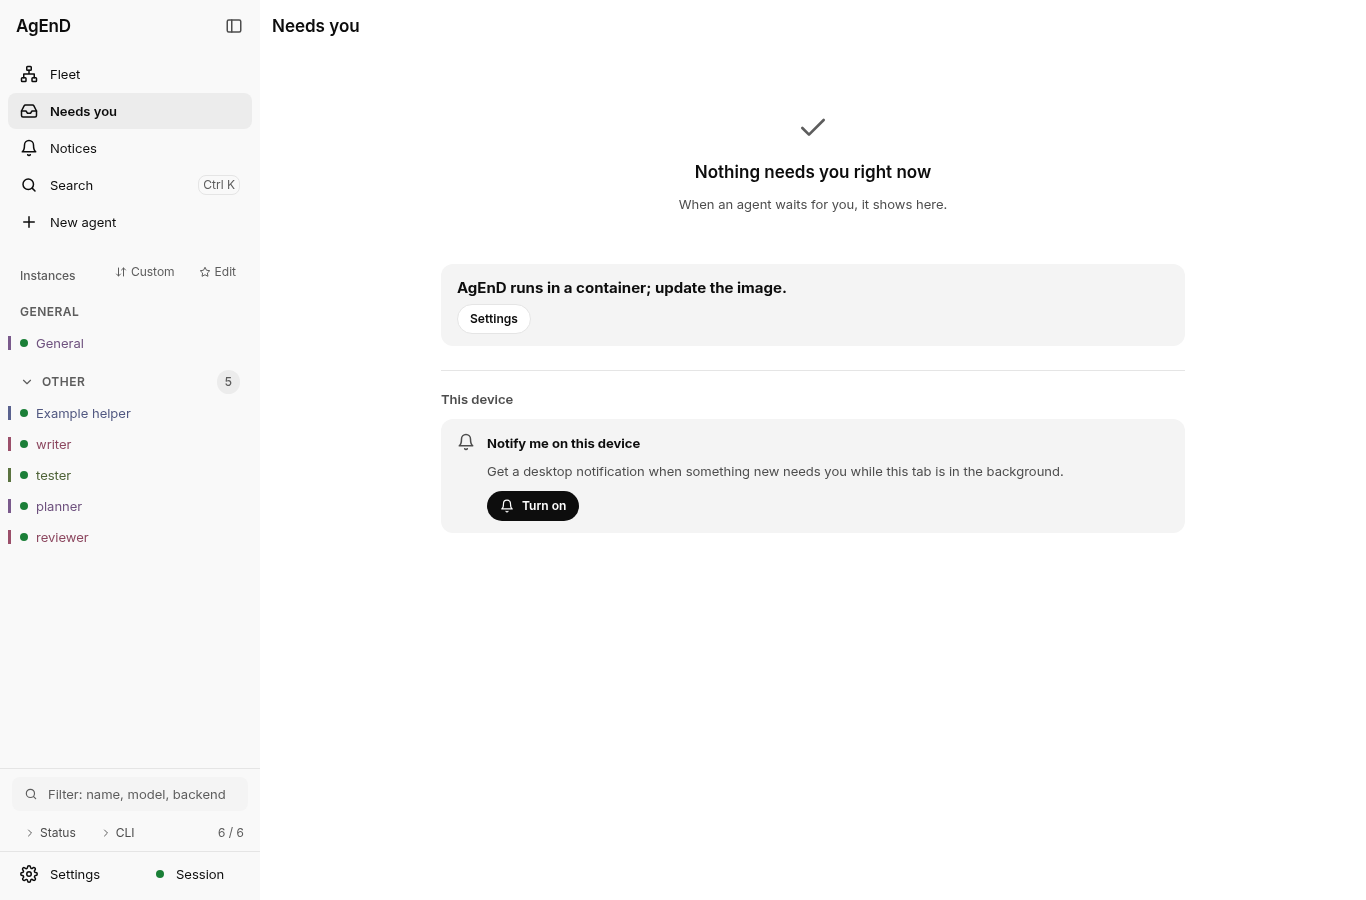 AgEnD
Fleet
Needs you
Notices
Search
Ctrl K
New agent
Instances
Custom
Edit
GENERAL
General
OTHER
5
Example helper
writer
tester
planner
reviewer
Filter: name, model, backend
Status
CLI
6 / 6
Settings
Session
Needs you
Nothing needs you right now
When an agent waits for you, it shows here.
AgEnD runs in a container; update the image.
Settings
This device
Notify me on this device
Get a desktop notification when something new needs you while this tab is in the background.
Turn on